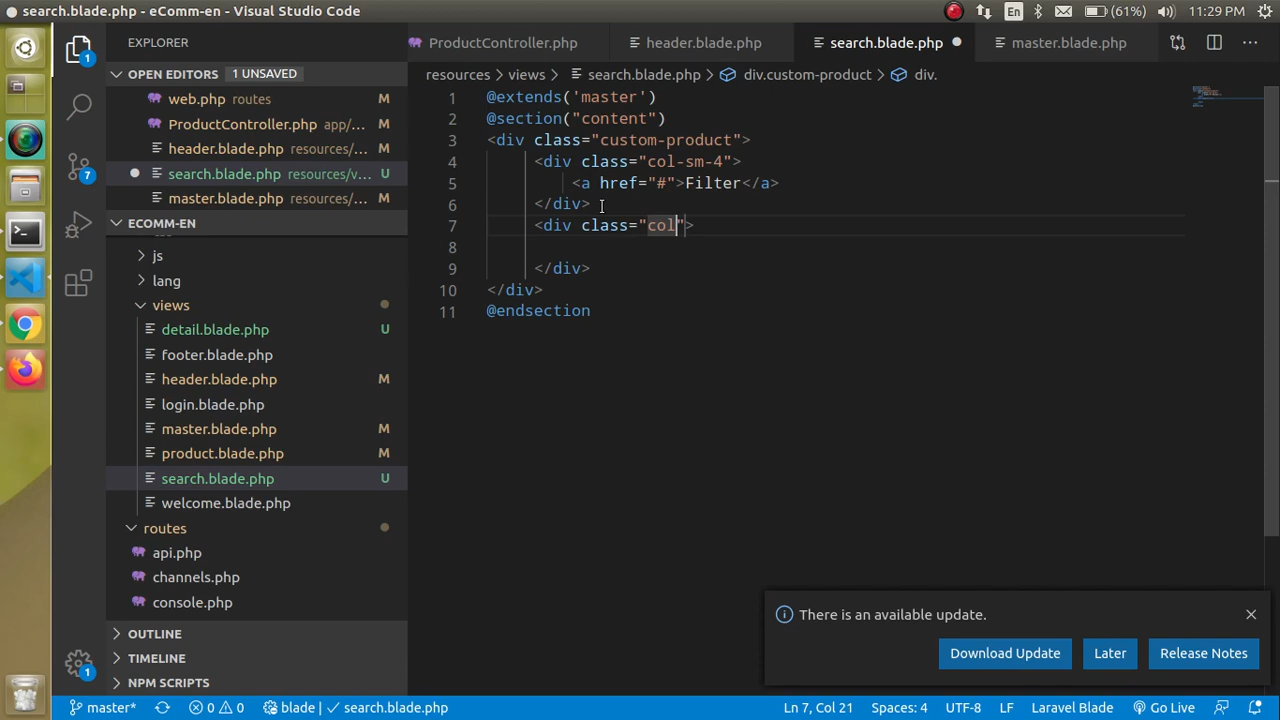 search.blade.php - eComm-en - Visual Studio Code
En
(61%)
11:29 PM
EXPLORER
ProductController.php
header.blade.php
search.blade.php
master.blade.php
OPEN EDITORS
1 UNSAVED
resources > views > search.blade.php > div.custom-product > div.
web.php routes M
ProductController.php app/... M
header.blade.php resources/... M
search.blade.php resources/v... U
master.blade.php resources/... M
ECOMM-EN
js
lang
views
detail.blade.php U
footer.blade.php
header.blade.php M
login.blade.php
master.blade.php M
product.blade.php M
search.blade.php U
welcome.blade.php
routes
api.php
channels.php
console.php
OUTLINE
TIMELINE
NPM SCRIPTS
1
7
1
1 @extends('master')
2 @section("content")
3 <div class="custom-product">
4 <div class="col-sm-4">
5 <a href="#">Filter</a>
6 </div>
7 <div class="col">
8
9 </div>
10 </div>
11 @endsection
There is an available update.
Download Update
Later
Release Notes
master*
0
0
blade
search.blade.php
Ln 7, Col 21
Spaces: 4
UTF-8
LF
Laravel Blade
Go Live